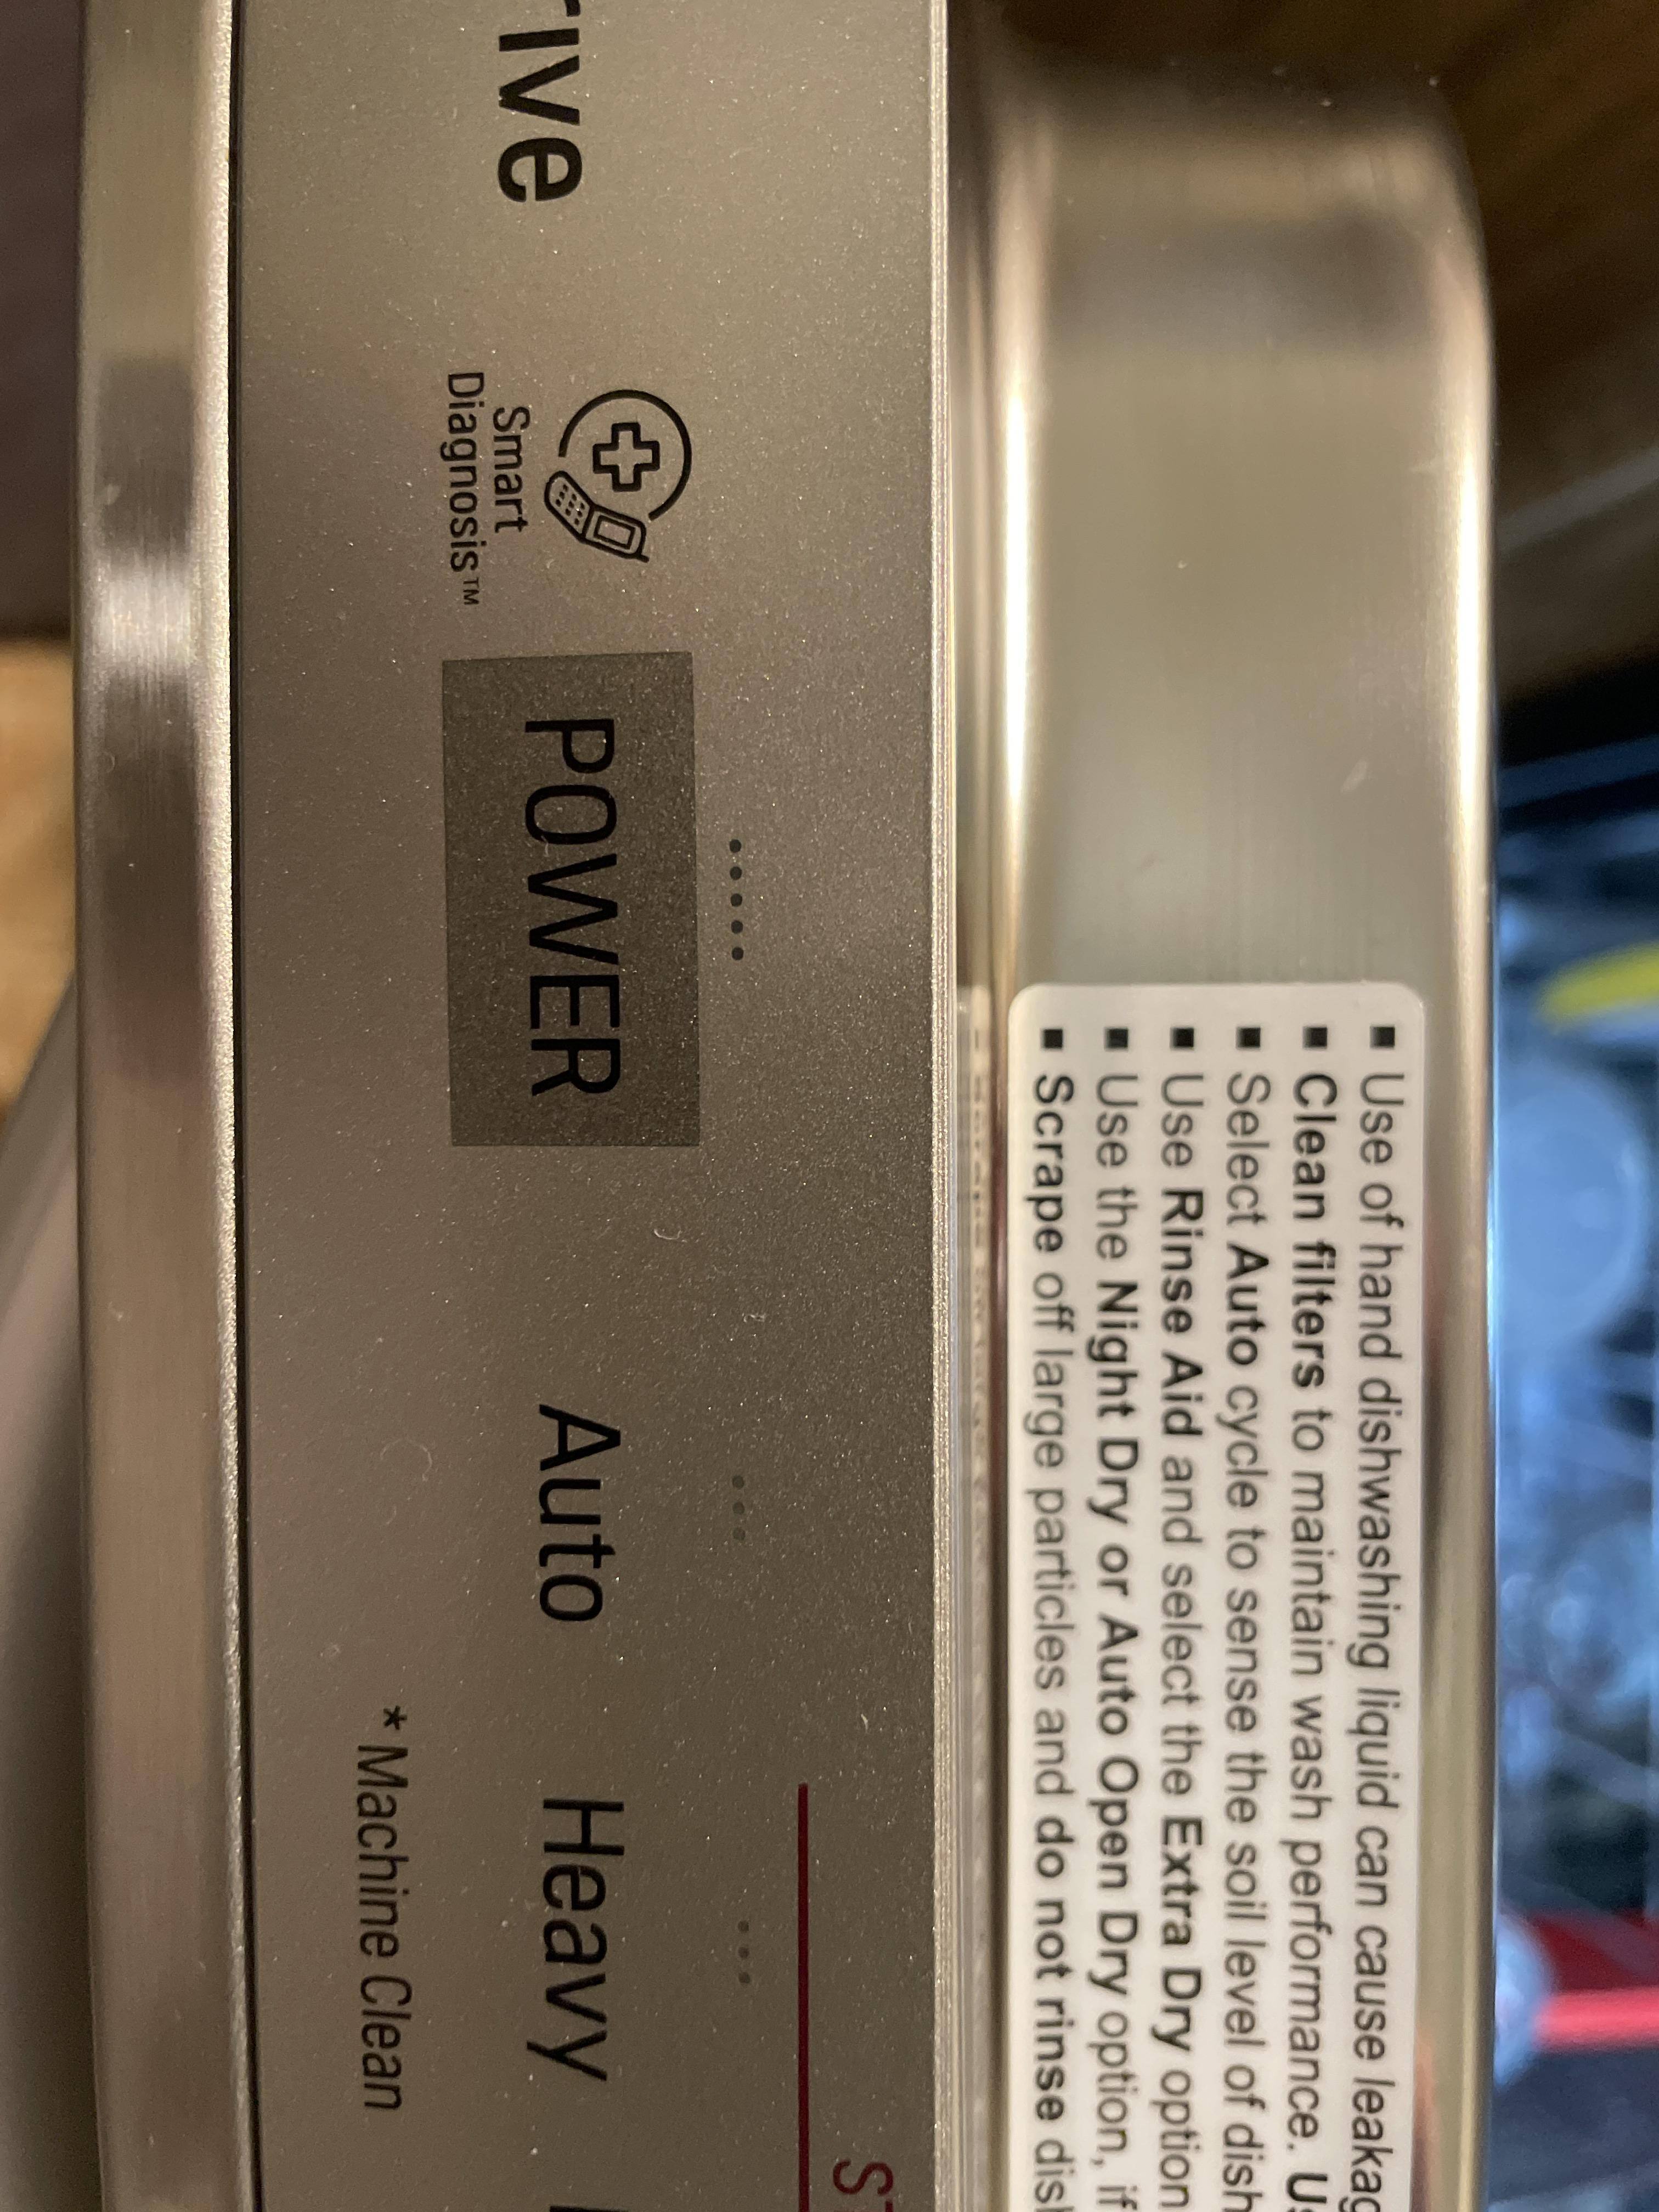 ▪ Use of hand dishwashing liquid can cause leakag
▪ Clean filters to maintain wash performance. Us
▪ Select Auto cycle to sense the soil level of dish
▪ Use Rinse Aid and select the Extra Dry option
▪ Use the Night Dry or Auto Open Dry option, if
▪ Scrape off large particles and do not rinse dis
rive
Smart
Diagnosis™
POWER
Auto
Heavy
* Machine Clean